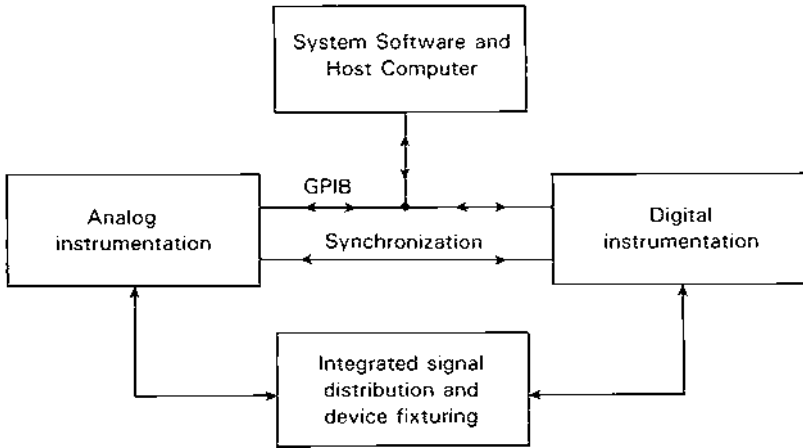 System Software and
Host Computer
GPIB
Analog
instrumentation
Synchronization
Digital
instrumentation
Integrated signal
distribution and
device fixturing